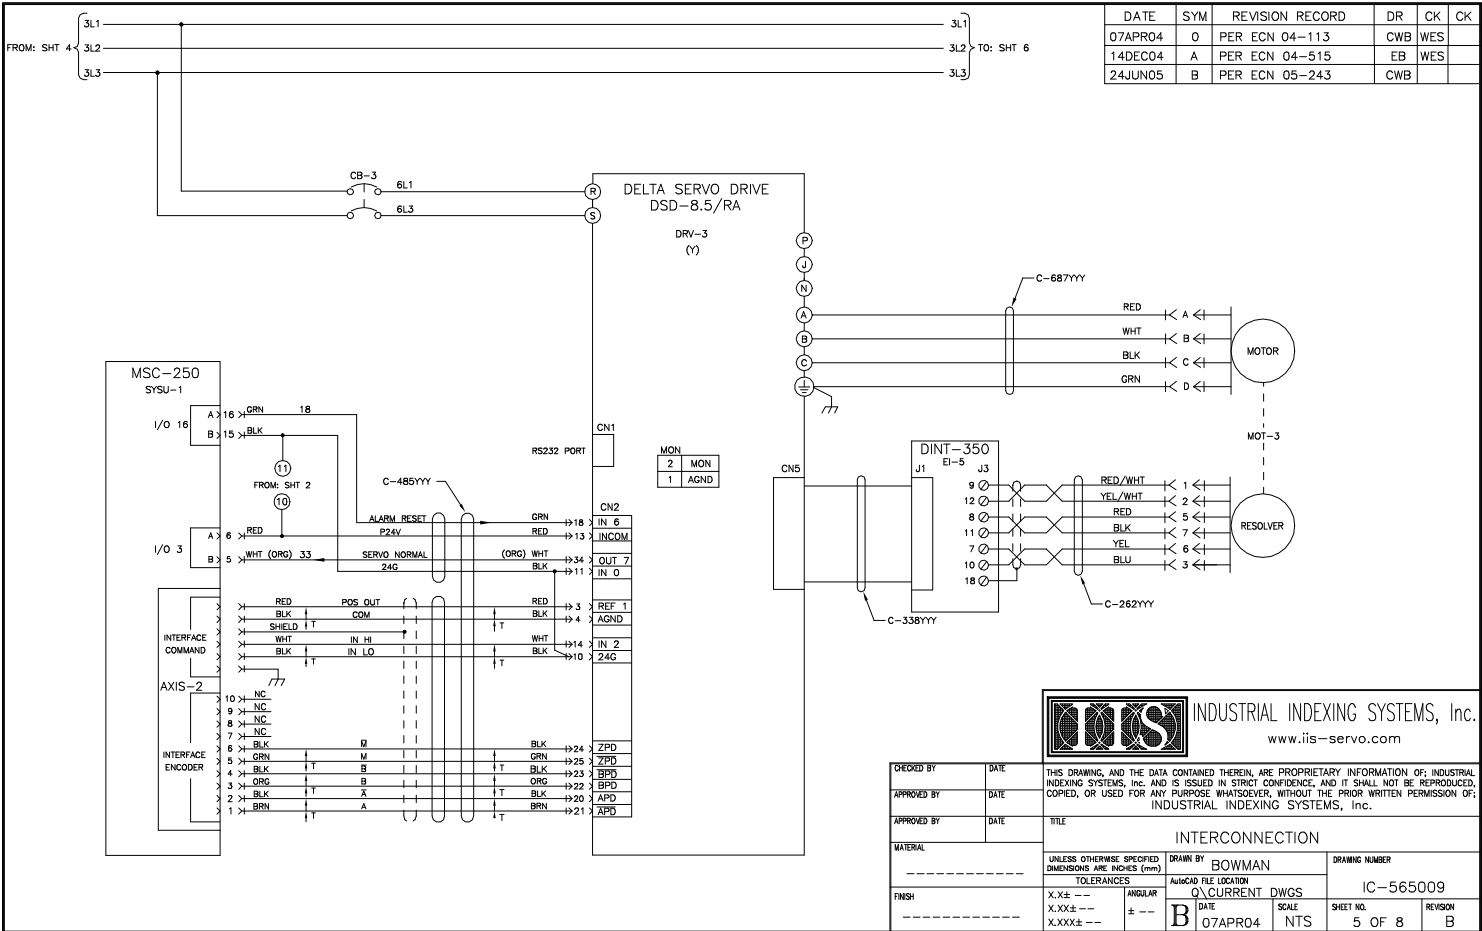 FROM: SHT 4
3L1
3L2
3L3
3L1
3L2
3L3
TO: SHT 6
DATE SYM REVISION RECORD DR CK CK
07APR04 0 PER ECN 04-113 CWB WES
14DEC04 A PER ECN 04-515 EB WES
24JUN05 B PER ECN 05-243 CWB
CB-3
6L1
6L3
R
S
DELTA SERVO DRIVE
DSD-8.5/RA
DRV-3
(Y)
P
J
N
A
B
C
C-687YYY
RED A
WHT B
BLK C
GRN D
MOTOR
MOT-3
RESOLVER
MSC-250
SYSU-1
I/O 16
A 16 GRN 18
B 15 BLK
11
FROM: SHT 2
10
I/O 3
A 6 RED
B 5 WHT (ORG) 33
C-485YYY
RS232 PORT
CN1
MON
2 MON
1 AGND
CN2
ALARM RESET GRN 18 IN 6
P24V RED 13 INCOM
SERVO NORMAL (ORG) WHT 34 OUT 7
24G BLK 11 IN 0
INTERFACE
COMMAND
RED POS OUT RED 3 REF 1
BLK T COM T BLK 4 AGND
SHIELD
WHT IN HI WHT 14 IN 2
BLK T IN LO T BLK 10 24G
AXIS-2
INTERFACE
ENCODER
10 NC
9 NC
8 NC
7 NC
6 BLK M̅ BLK 24 ZPD
5 GRN T M T GRN 25 Z̅P̅D̅
4 BLK B̅ BLK 23 B̅P̅D̅
3 ORG T B T ORG 22 BPD
2 BLK A̅ BLK 20 APD
1 BRN T A T BRN 21 A̅P̅D̅
CN5
C-338YYY
DINT-350
EI-5
J1 J3
9 RED/WHT 1
12 YEL/WHT 2
8 RED 5
11 BLK 7
7 YEL 6
10 BLU 3
18
C-262YYY
IIS
INDUSTRIAL INDEXING SYSTEMS, Inc.
www.iis-servo.com
THIS DRAWING, AND THE DATA CONTAINED THEREIN, ARE PROPRIETARY INFORMATION OF; INDUSTRIAL
INDEXING SYSTEMS, Inc. AND IS ISSUED IN STRICT CONFIDENCE, AND IT SHALL NOT BE REPRODUCED,
COPIED, OR USED FOR ANY PURPOSE WHATSOEVER, WITHOUT THE PRIOR WRITTEN PERMISSION OF;
INDUSTRIAL INDEXING SYSTEMS, Inc.
CHECKED BY DATE
APPROVED BY DATE
APPROVED BY DATE
MATERIAL
FINISH
TITLE
INTERCONNECTION
UNLESS OTHERWISE SPECIFIED
DIMENSIONS ARE INCHES (mm)
TOLERANCES
X.X± --
X.XX± --
X.XXX± --
ANGULAR
± --
DRAWN BY BOWMAN
AutoCAD FILE LOCATION
Q\CURRENT DWGS
B
DATE
07APR04
SCALE
NTS
DRAWING NUMBER
IC-565009
SHEET NO.
5 OF 8
REVISION
B